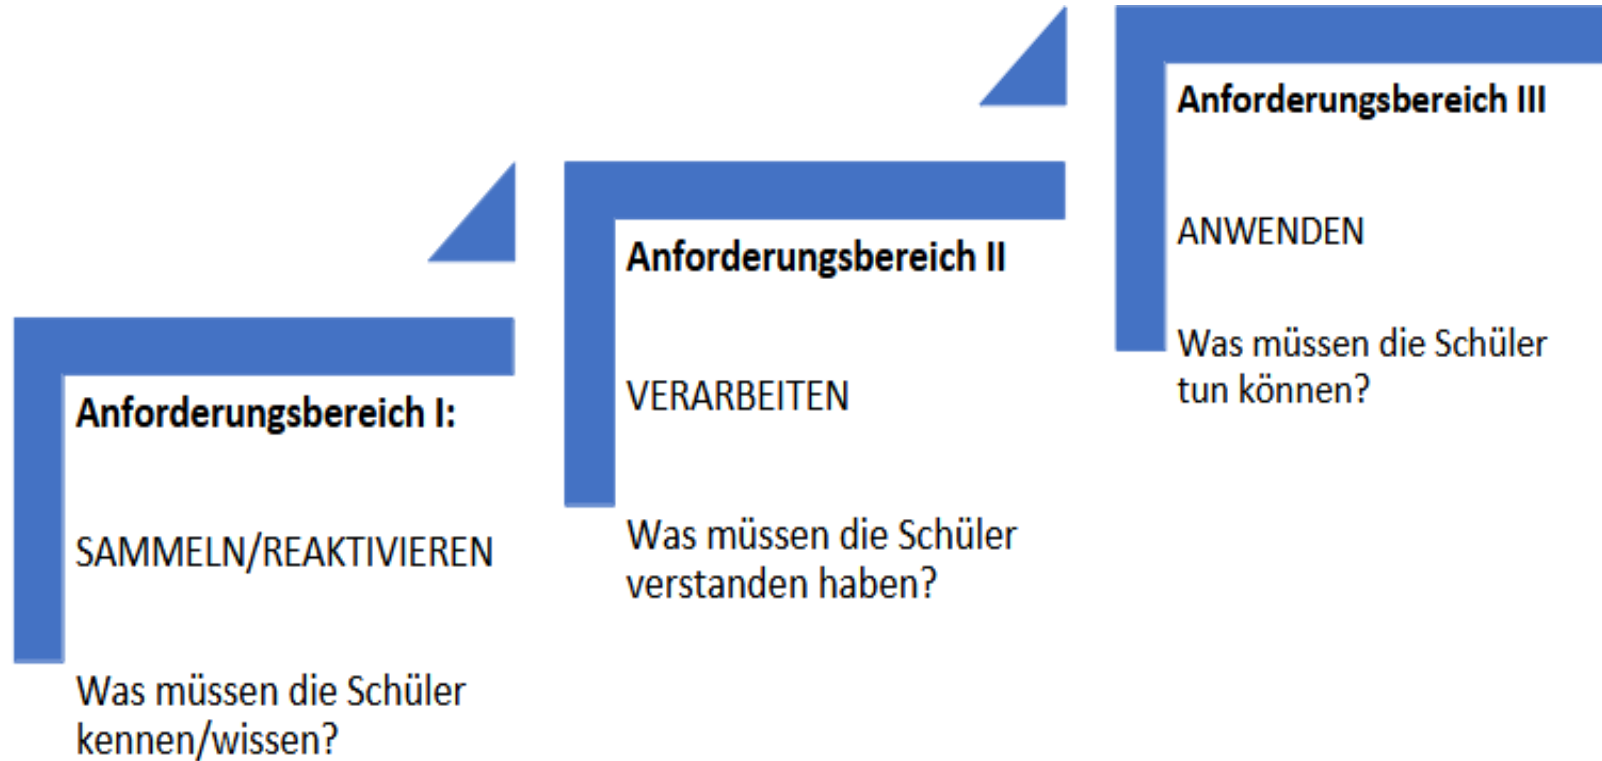 Anforderungsbereich I:
SAMMELN/REAKTIVIEREN
Was müssen die Schüler
kennen/wissen?
Anforderungsbereich II
VERARBEITEN
Was müssen die Schüler
verstanden haben?
Anforderungsbereich III
ANWENDEN
Was müssen die Schüler
tun können?